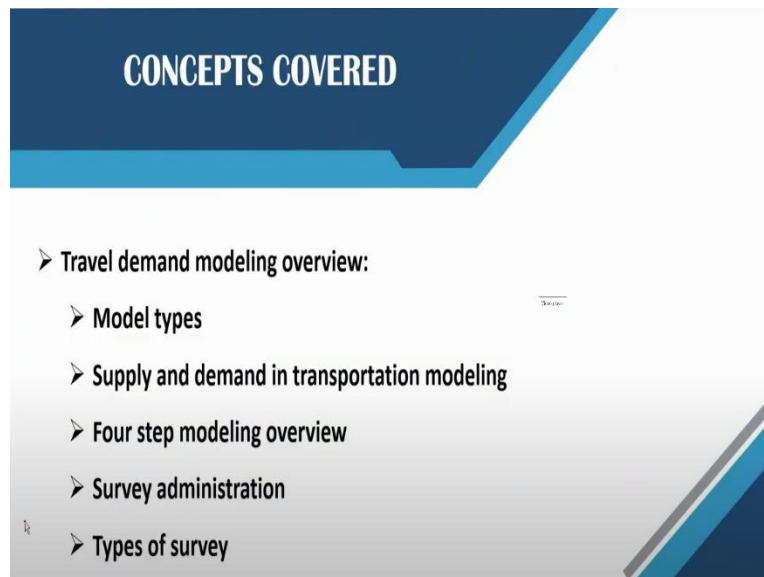 CONCEPTS COVERED
Travel demand modeling overview:
Model types
Supply and demand in transportation modeling
Four step modeling overview
Survey administration
Types of survey